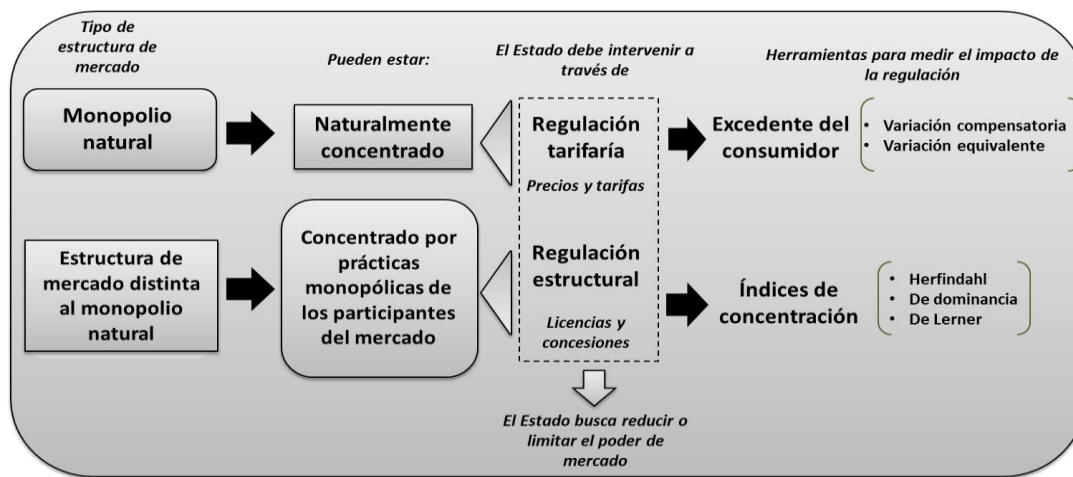 Tipo de
estructura de
mercado
Pueden estar:
El Estado debe intervenir a
través de
Herramientas para medir el impacto de
la regulación
Monopolio
natural
Naturalmente
concentrado
Regulación
tarifaría
Precios y tarifas
Excedente del
consumidor
• Variación compensatoria
• Variación equivalente
Estructura de
mercado distinta
al monopolio
natural
Concentrado por
prácticas
monopólicas de
los participantes
del mercado
Regulación
estructural
Licencias y
concesiones
Índices de
concentración
• Herfindahl
• De dominancia
• De Lerner
El Estado busca reducir o
limitar el poder de
mercado